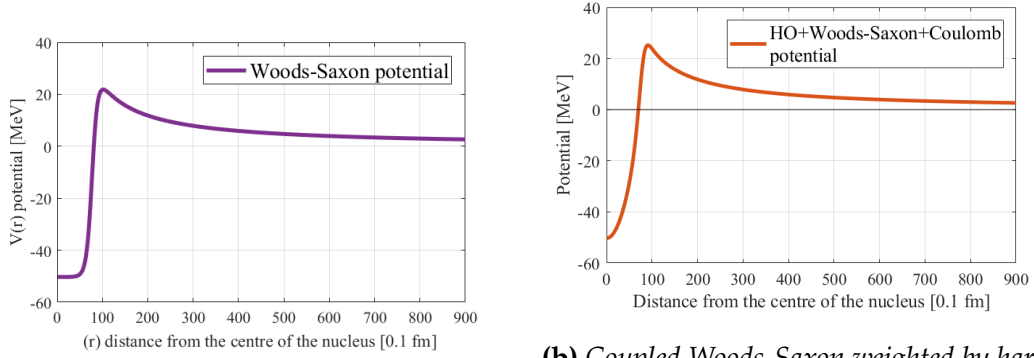 40
20
0
-20
-40
-60
V(r) potential [MeV]
Woods-Saxon potential
0 100 200 300 400 500 600 700 800 900
(r) distance from the centre of the nucleus [0.1 fm]
40
20
0
-20
-40
-60
Potential [MeV]
HO+Woods-Saxon+Coulomb
potential
0 100 200 300 400 500 600 700 800 900
Distance from the centre of the nucleus [0.1 fm]
(b) Coupled Woods-Saxon weighted by har